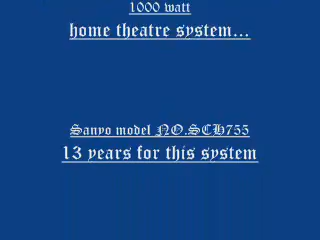 1000 watt
home theatre system...
Sanyo model NO.SCH755
13 years for this system